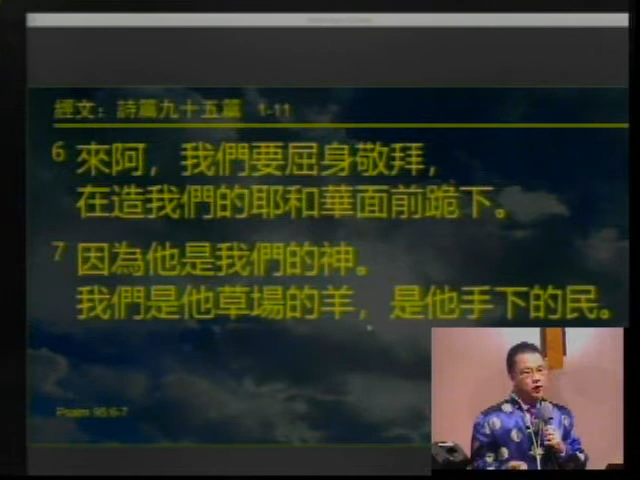 經文：詩篇九十五篇 1-11
6 來阿，我們要屈身敬拜，
在造我們的耶和華面前跪下。
7 因為他是我們的神。
我們是他草場的羊，是他手下的民。
Psalm 95:6-7